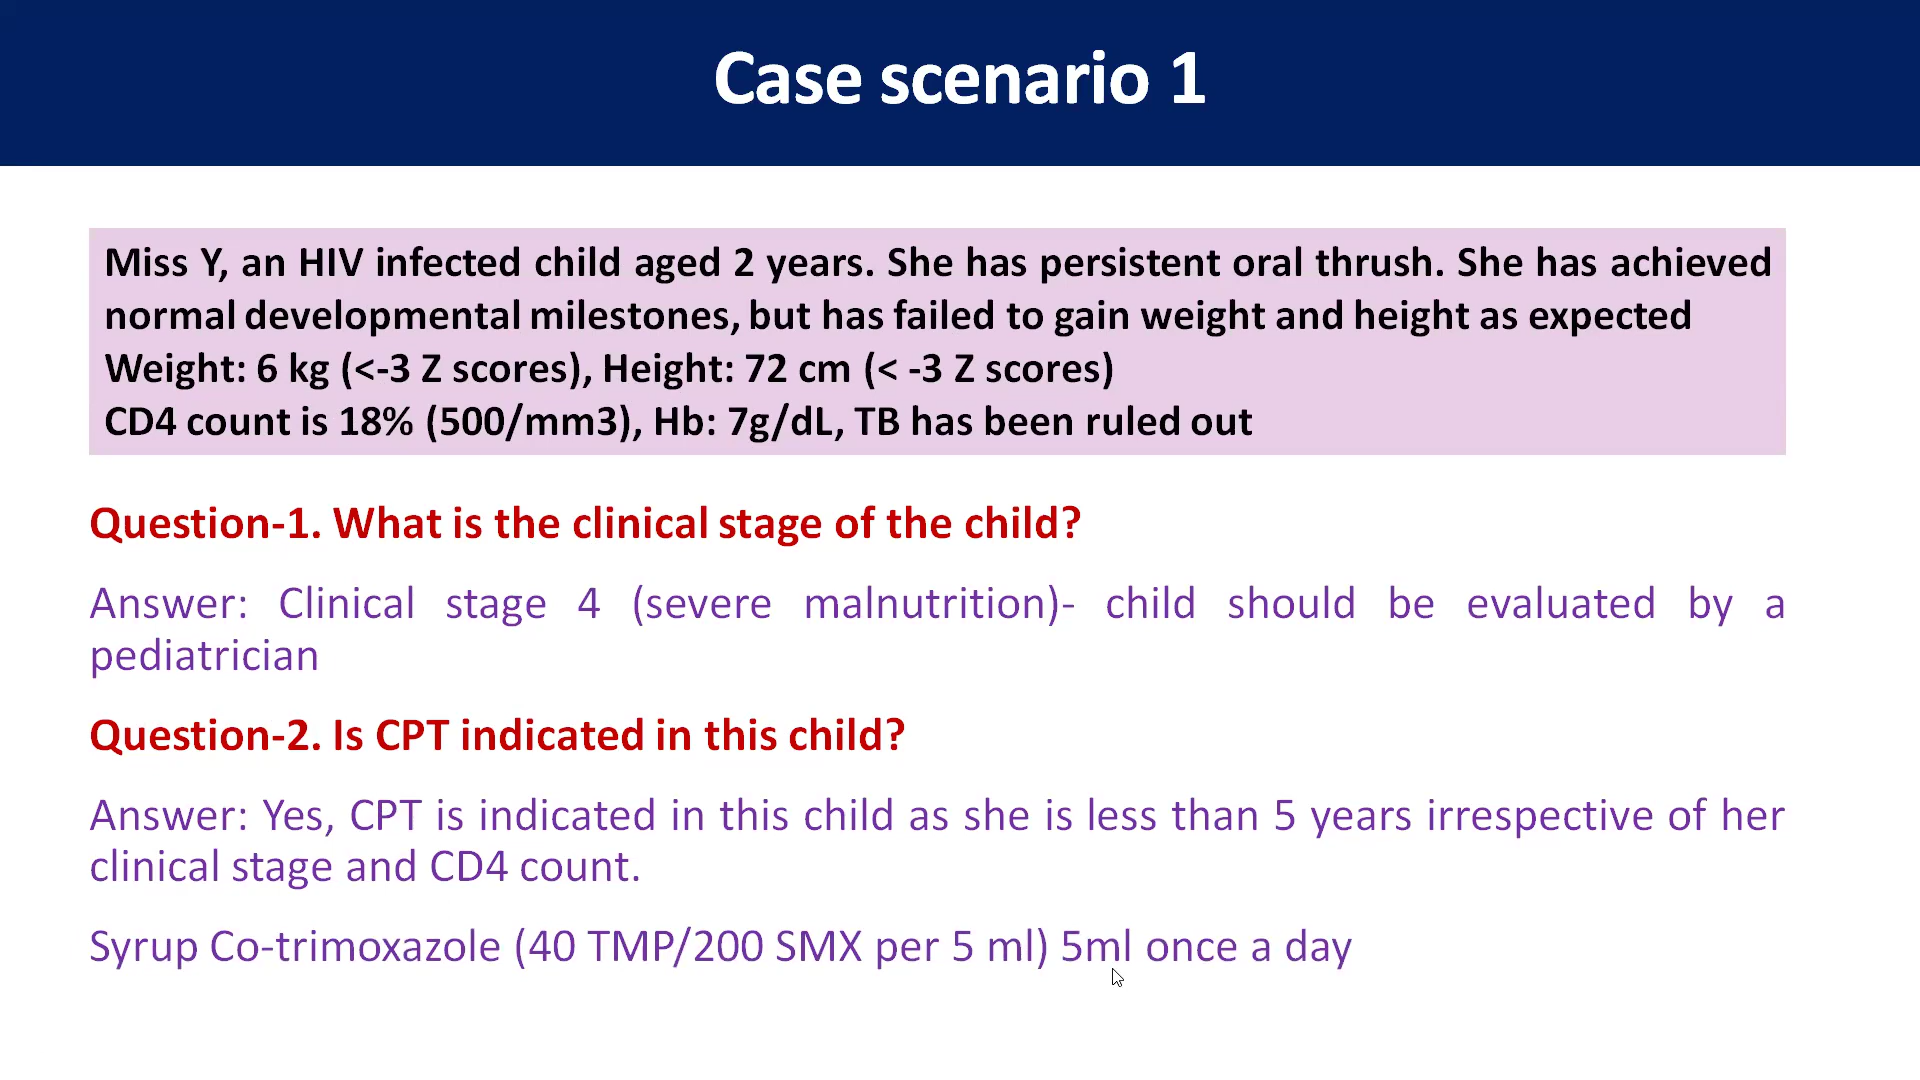 Case scenario 1
Miss Y, an HIV infected child aged 2 years. She has persistent oral thrush. She has achieved
normal developmental milestones, but has failed to gain weight and height as expected
Weight: 6 kg (<-3 Z scores), Height: 72 cm (< -3 Z scores)
CD4 count is 18% (500/mm3), Hb: 7g/dL, TB has been ruled out
Question-1. What is the clinical stage of the child?
Answer: Clinical stage 4 (severe malnutrition)- child should be evaluated by a
pediatrician
Question-2. Is CPT indicated in this child?
Answer: Yes, CPT is indicated in this child as she is less than 5 years irrespective of her
clinical stage and CD4 count.
Syrup Co-trimoxazole (40 TMP/200 SMX per 5 ml) 5ml once a day